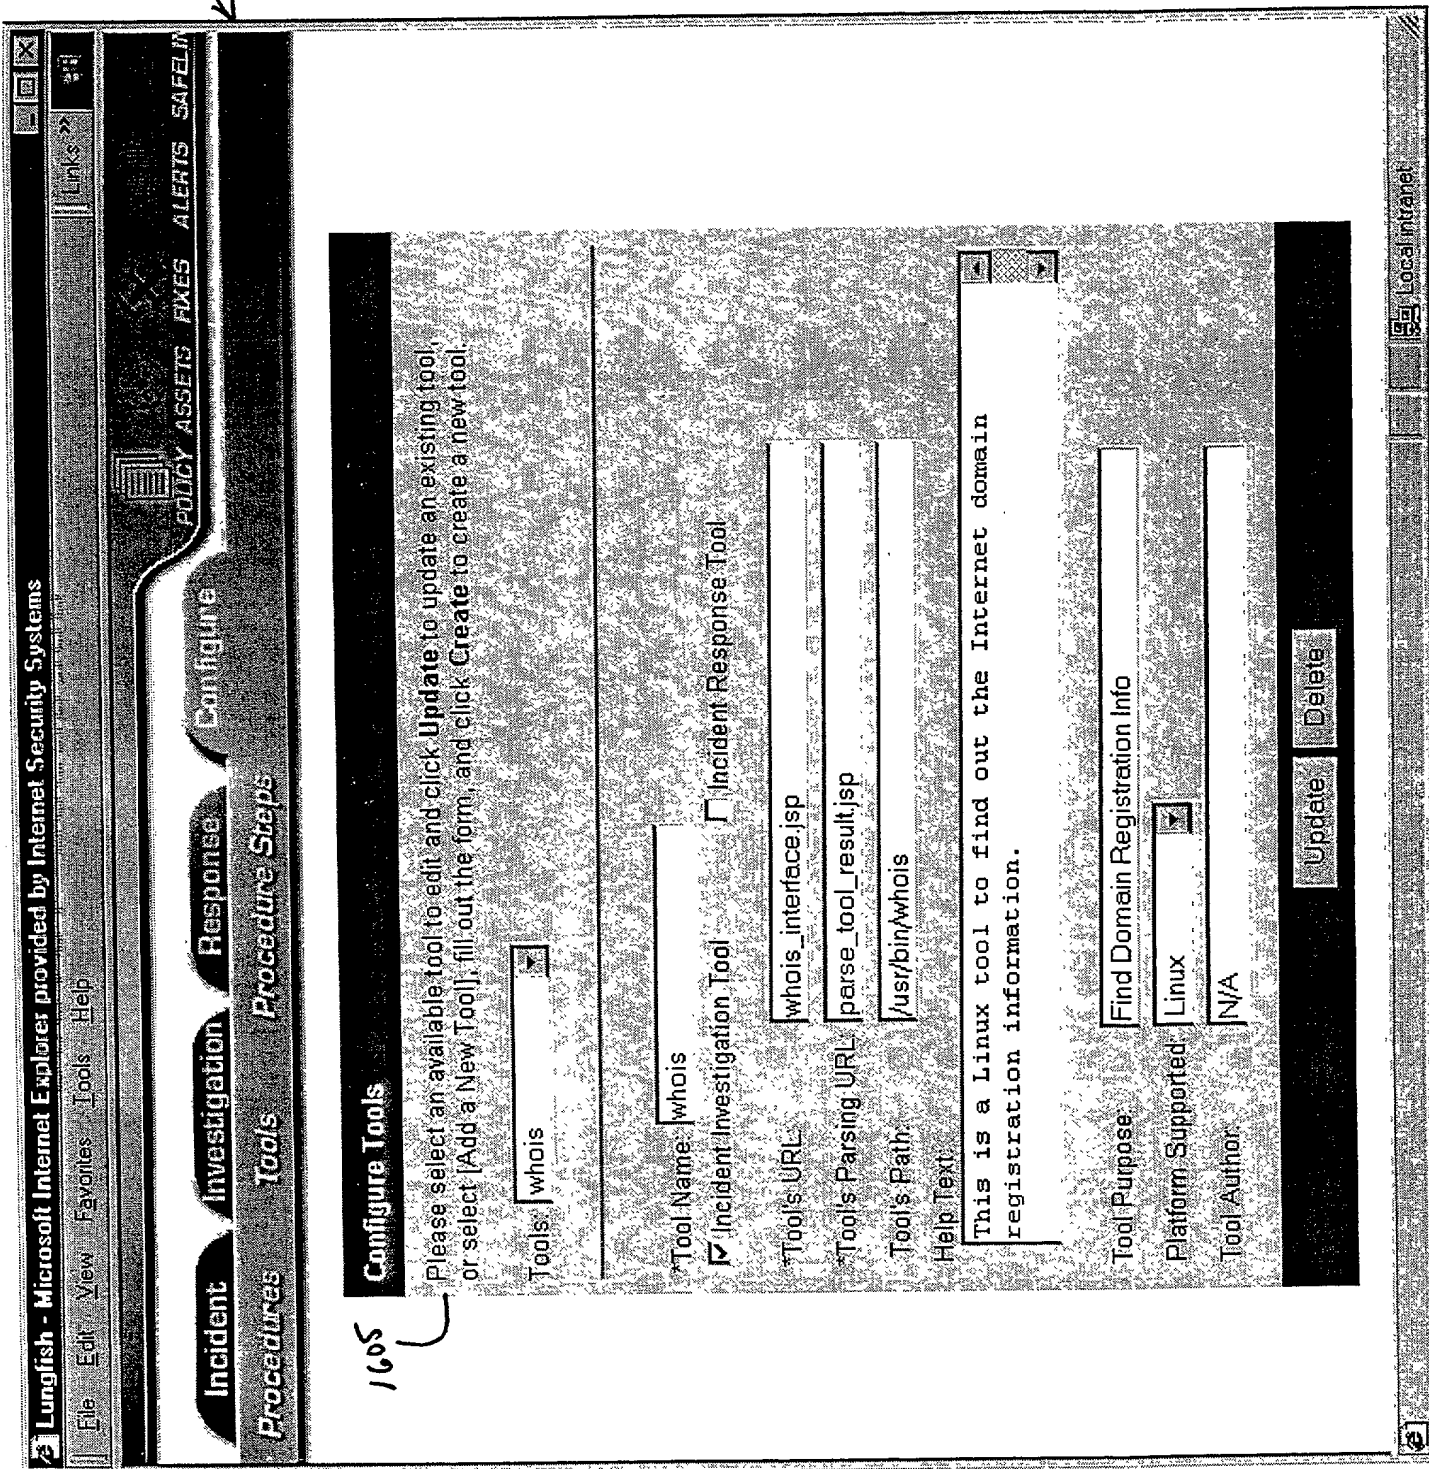 Lungfish - Microsoft Internet Explorer provided by Internet Security Systems
File Edit View Favorites Tools Help
Links »
POLICY ASSETS FIXES ALERTS SAFELIN
Incident Investigation Response Configure
Procedures Tools Procedure Steps
1605
Configure Tools
Please select an available tool to edit and click Update to update an existing tool,
or select [Add a New Tool], fill out the form, and click Create to create a new tool.
Tools: whois
*Tool Name: whois
Incident Investigation Tool Incident Response Tool
*Tool's URL: whois_interface.jsp
*Tool's Parsing URL: parse_tool_result.jsp
Tool's Path: /usr/bin/whois
Help Text:
This is a Linux tool to find out the Internet domain
registration information.
Tool Purpose: Find Domain Registration Info
Platform Supported: Linux
Tool Author: N/A
Update Delete
Local intranet